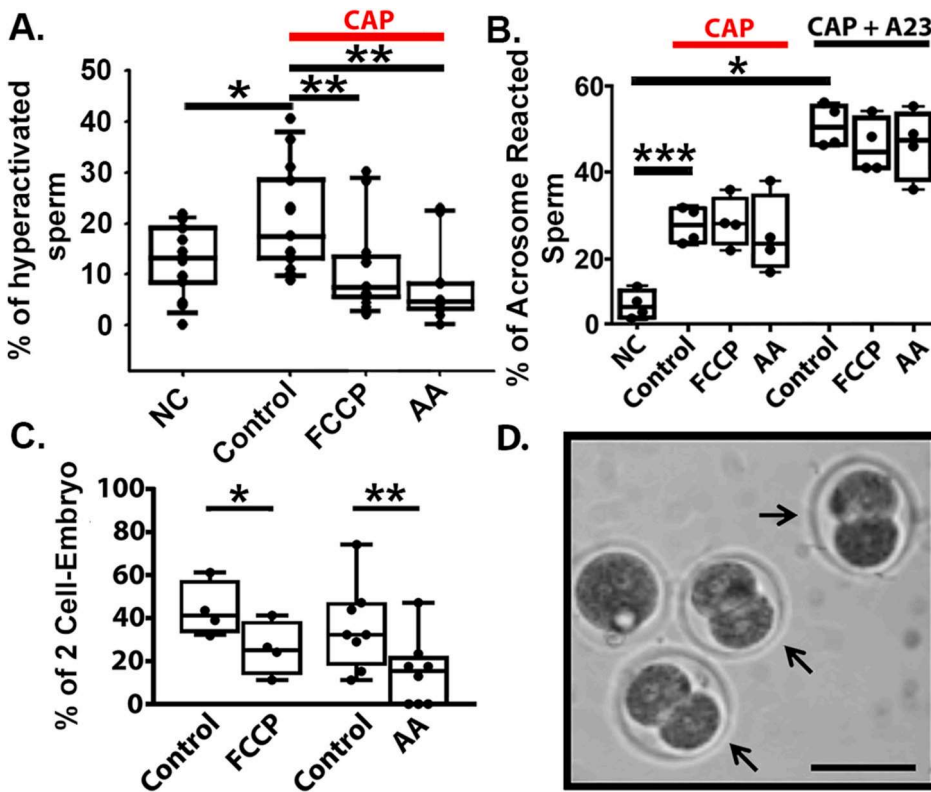 A.
CAP
**
* **
% of hyperactivated
sperm
50
40
30
20
10
0
NC
Control
FCCP
AA
B.
CAP
CAP + A23
*
***
% of Acrosome Reacted
Sperm
60
40
20
0
NC
Control
FCCP
AA
Control
FCCP
AA
C.
% of 2 Cell-Embryo
100
80
60
40
20
0
* **
Control
FCCP
Control
AA
D.